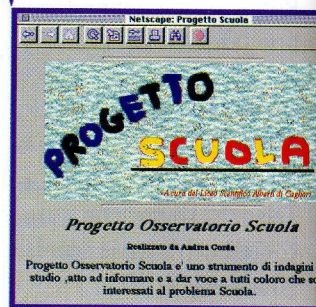 Netscape: Progetto Scuola
PROGETTO
SCUOLA
A cura del Liceo Scientifico Alberti di Cagliari
Progetto Osservatorio Scuola
Realizzato da Andrea Corda
Progetto Osservatorio Scuola e' uno strumento di indagini
studio ,atto ad informare e a dar voce a tutti coloro che so
interessati al problema Scuola.